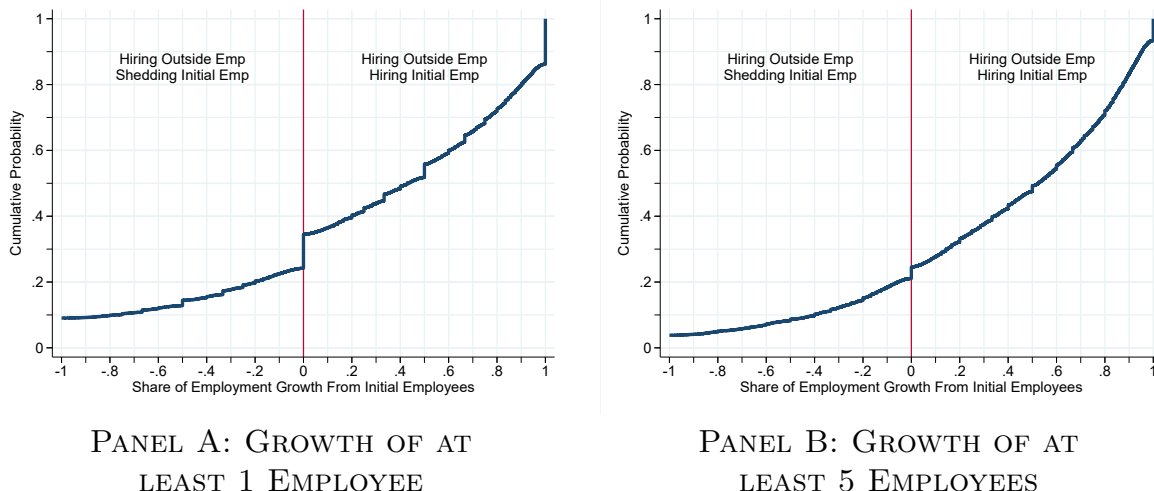 1
.8
.6
.4
.2
0
Cumulative Probability
Hiring Outside Emp
Shedding Initial Emp
Hiring Outside Emp
Hiring Initial Emp
-1 -.8 -.6 -.4 -.2 0 .2 .4 .6 .8 1
Share of Employment Growth From Initial Employees
PANEL A: GROWTH OF AT
LEAST 1 EMPLOYEE
1
.8
.6
.4
.2
0
Cumulative Probability
Hiring Outside Emp
Shedding Initial Emp
Hiring Outside Emp
Hiring Initial Emp
-1 -.8 -.6 -.4 -.2 0 .2 .4 .6 .8 1
Share of Employment Growth From Initial Employees
PANEL B: GROWTH OF AT
LEAST 5 EMPLOYEES